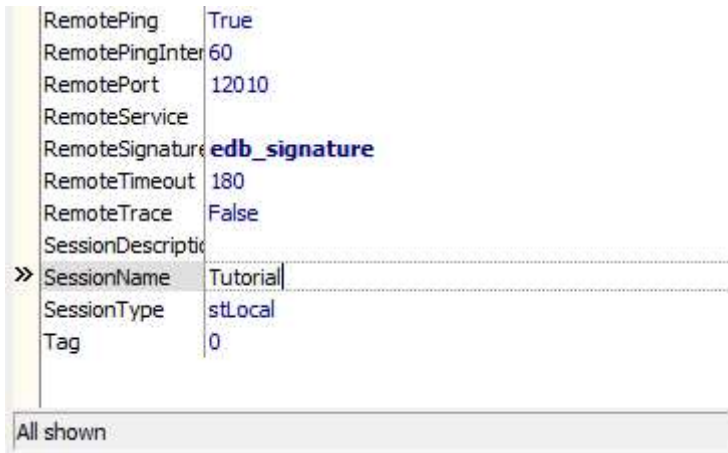 RemotePing True
RemotePingInter 60
RemotePort 12010
RemoteService
RemoteSignature edb_signature
RemoteTimeout 180
RemoteTrace False
SessionDescriptio
» SessionName Tutorial
SessionType stLocal
Tag 0
All shown